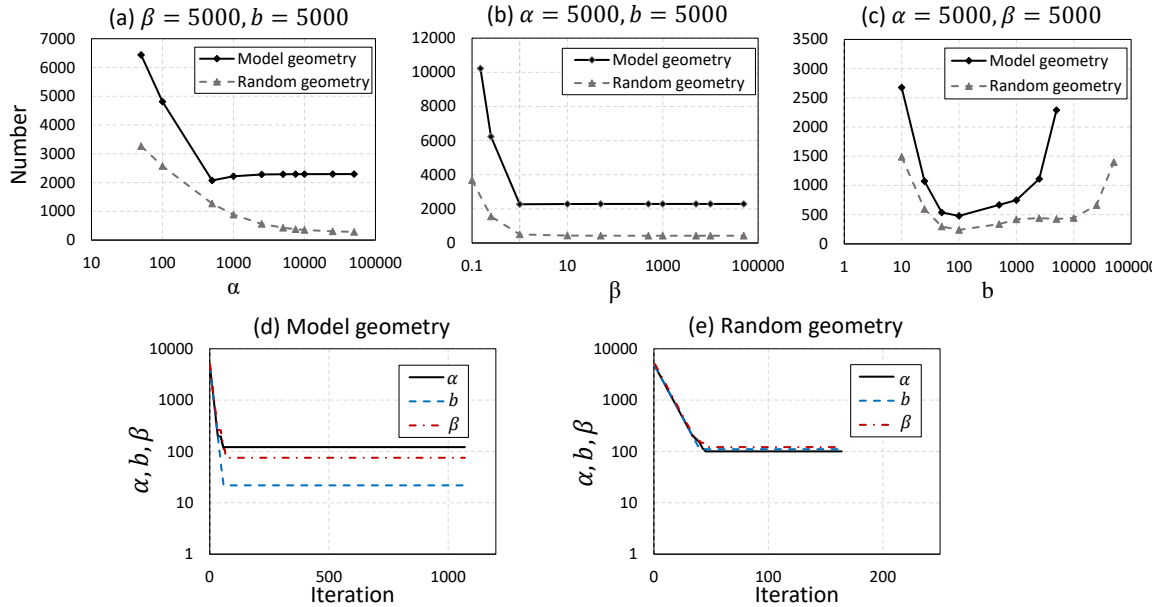 (a) β = 5000, b = 5000
(b) α = 5000, b = 5000
(c) α = 5000, β = 5000
Number
7000
6000
5000
4000
3000
2000
1000
0
10 100 1000 10000 100000
α
Model geometry
Random geometry
12000
10000
8000
6000
4000
2000
0
0.1 10 1000 100000
β
Model geometry
Random geometry
3500
3000
2500
2000
1500
1000
500
0
1 10 100 1000 10000 100000
b
Model geometry
Random geometry
(d) Model geometry
α, b, β
10000
1000
100
10
1
0 500 1000
Iteration
α
b
β
(e) Random geometry
α, b, β
10000
1000
100
10
1
0 100 200
Iteration
α
b
β